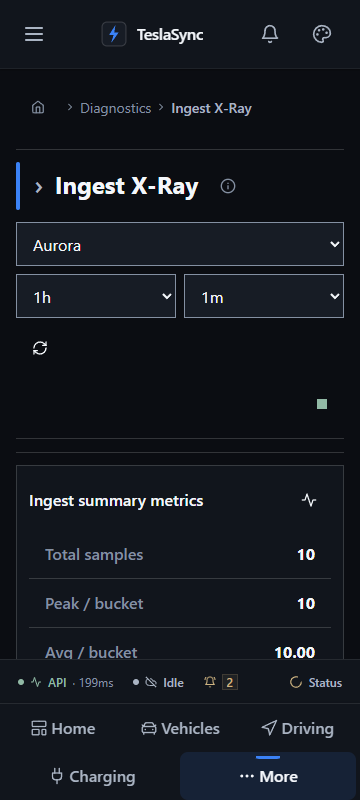 TeslaSync
Diagnostics
Ingest X-Ray
Ingest X-Ray
Aurora
1h
1m
Ingest summary metrics
Total samples 10
Peak / bucket 10
Avg / bucket 10.00
API · 199ms Idle 2 Status
Home Vehicles Driving
Charging More